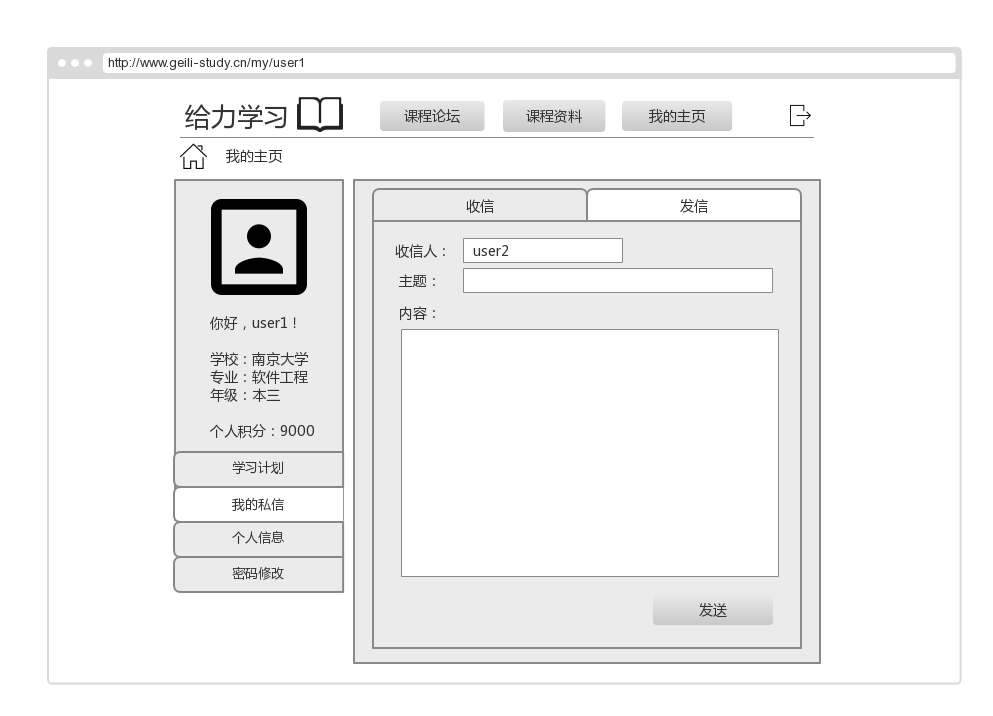 http://www.geili-study.cn/my/user1
给力学习
课程论坛
课程资料
我的主页
我的主页
你好，user1！
学校：南京大学
专业：软件工程
年级：本三
个人积分：9000
学习计划
我的私信
个人信息
密码修改
收信
发信
收信人：
user2
主题：
内容：
发送